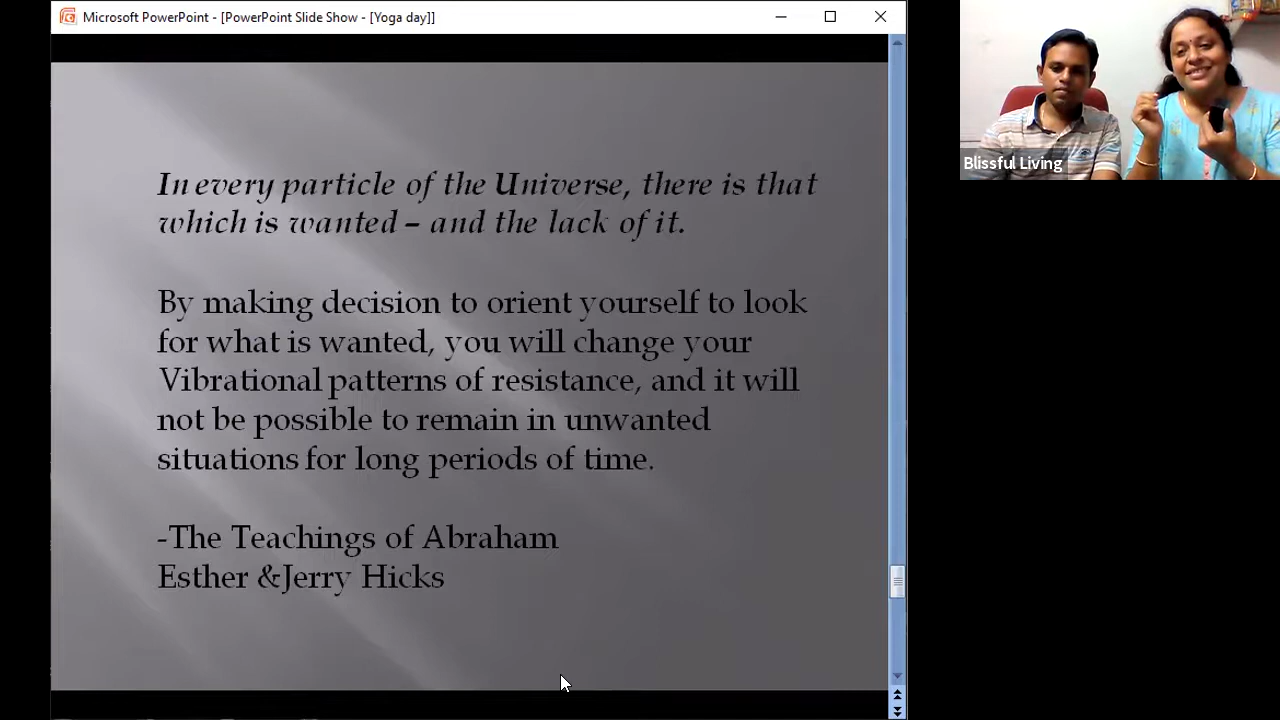 Microsoft PowerPoint - [PowerPoint Slide Show - [Yoga day]]
In every particle of the Universe, there is that
which is wanted – and the lack of it.
By making decision to orient yourself to look
for what is wanted, you will change your
Vibrational patterns of resistance, and it will
not be possible to remain in unwanted
situations for long periods of time.
-The Teachings of Abraham
Esther &Jerry Hicks
Blissful Living